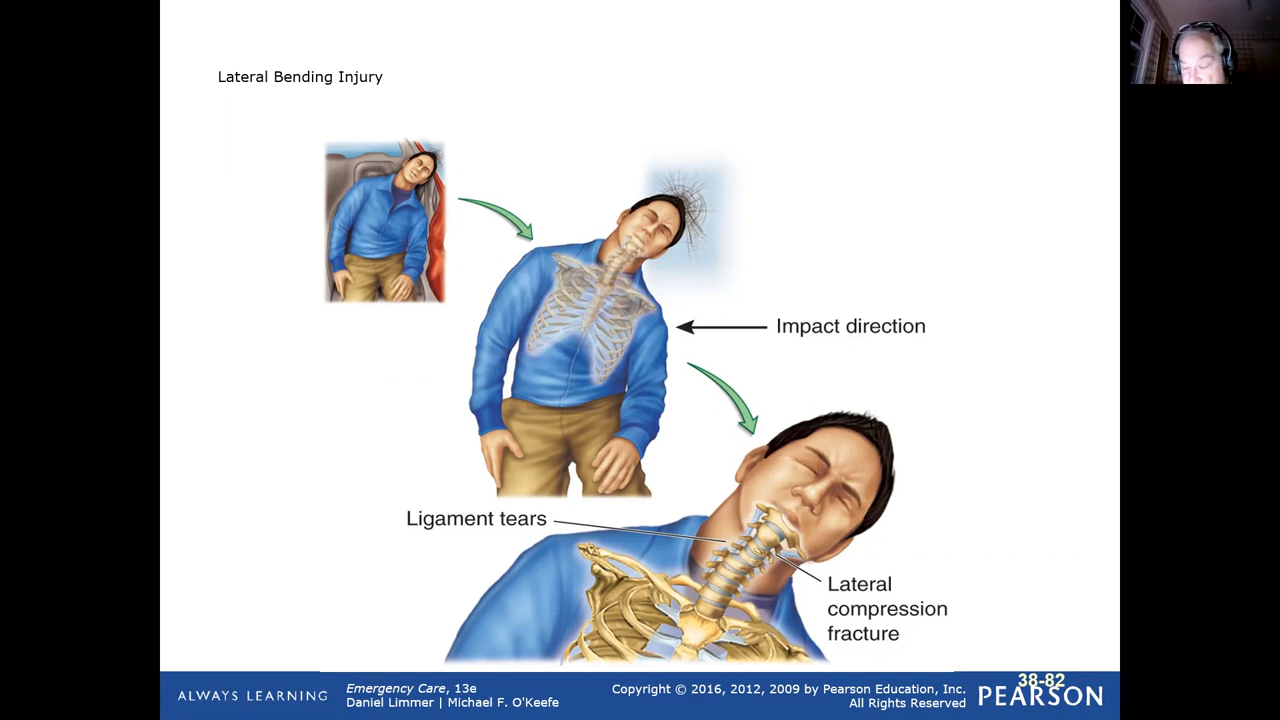 Lateral Bending Injury
Impact direction
Ligament tears
Lateral
compression
fracture
ALWAYS LEARNING
Emergency Care, 13e
Daniel Limmer | Michael F. O'Keefe
Copyright © 2016, 2012, 2009 by Pearson Education, Inc.
All Rights Reserved
38-82
PEARSON